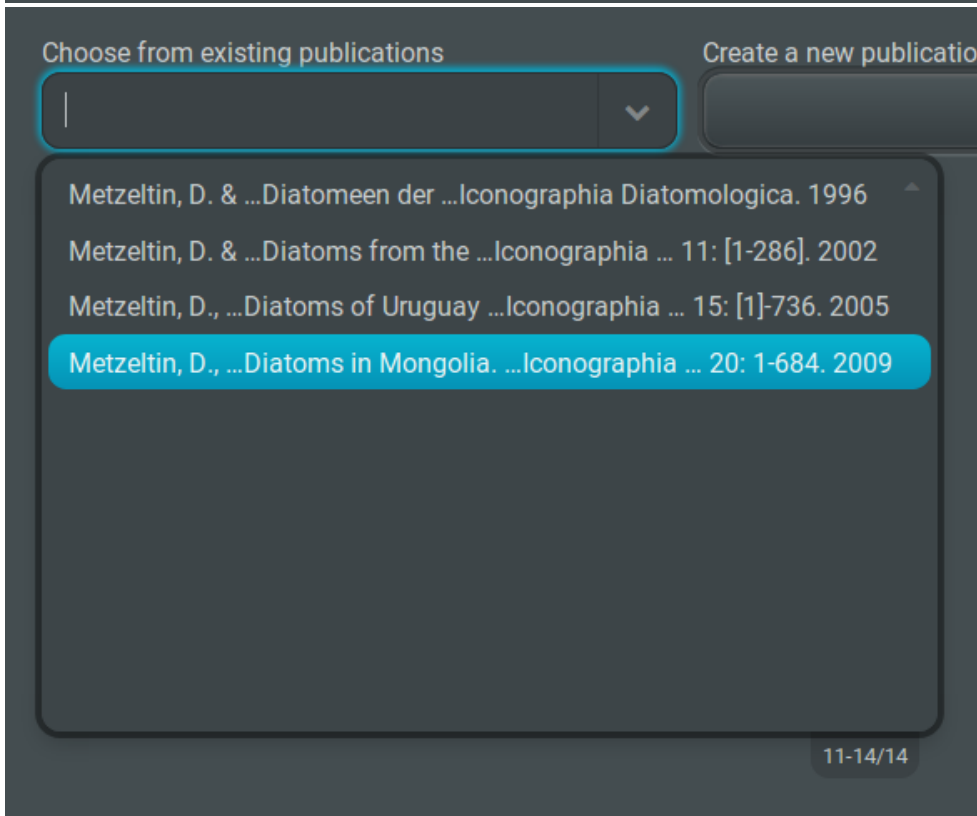 Choose from existing publications
Create a new publicatio
Metzeltin, D. & ...Diatomeen der ...Iconographia Diatomologica. 1996
Metzeltin, D. & ...Diatoms from the ...Iconographia ... 11: [1-286]. 2002
Metzeltin, D., ...Diatoms of Uruguay ...Iconographia ... 15: [1]-736. 2005
Metzeltin, D., ...Diatoms in Mongolia. ...Iconographia ... 20: 1-684. 2009
11-14/14